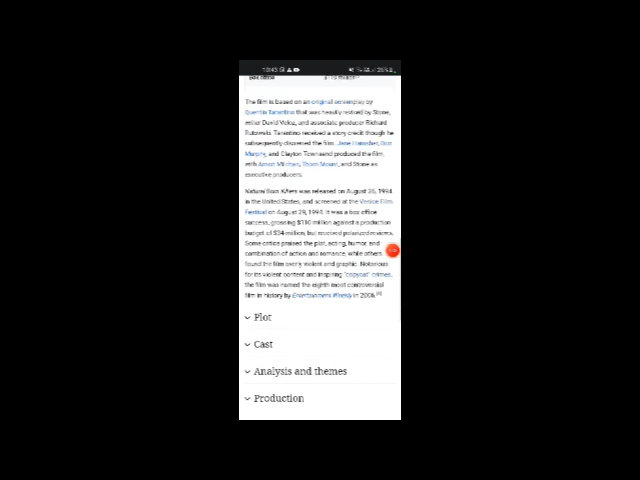 Box office
The film is based on an original screenplay by
Quentin Tarantino that was heavily revised by Stone,
writer David Veloz, and associate producer Richard
Rutowski. Tarantino received a story credit though he
subsequently disowned the film. Jane Hamsher, Don
Murphy, and Clayton Townsend produced the film,
with Arnon Milchan, Thom Mount, and Stone as
executive producers.
Natural Born Killers was released on August 26, 1994
in the United States, and screened at the Venice Film
Festival on August 29, 1994. It was a box office
success, grossing $110 million against a production
budget of $34 million, but received polarized reviews.
Some critics praised the plot, acting, humor, and
combination of action and romance, while others
found the film overly violent and graphic. Notorious
for its violent content and inspiring "copycat" crimes,
the film was named the eighth most controversial
film in history by Entertainment Weekly in 2006.
Plot
Cast
Analysis and themes
Production